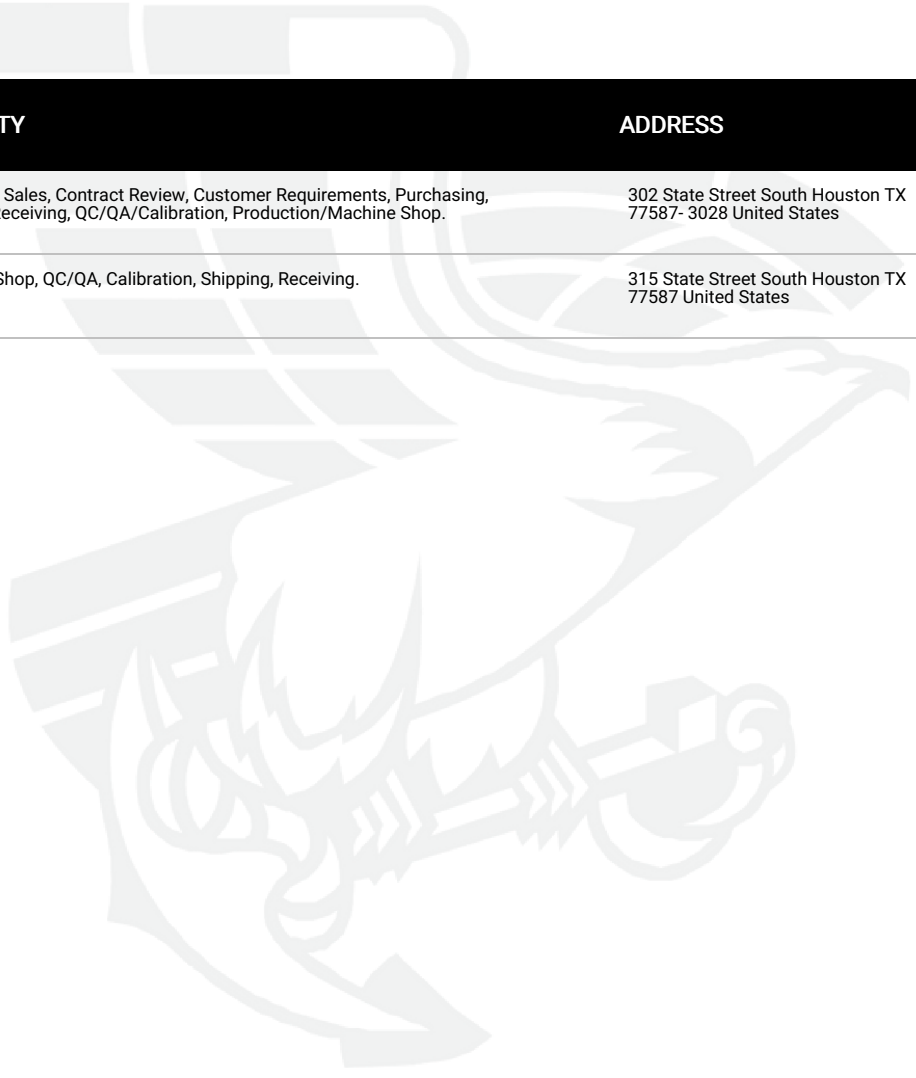 TY ADDRESS
Sales, Contract Review, Customer Requirements, Purchasing,
Receiving, QC/QA/Calibration, Production/Machine Shop.
302 State Street South Houston TX
77587- 3028 United States
Shop, QC/QA, Calibration, Shipping, Receiving.
315 State Street South Houston TX
77587 United States